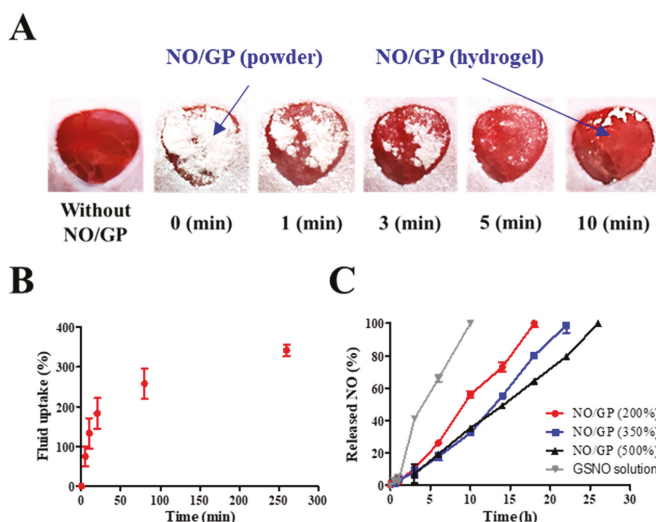 A
NO/GP (powder)
NO/GP (hydrogel)
Without
NO/GP
0 (min)
1 (min)
3 (min)
5 (min)
10 (min)
B
Fluid uptake (%)
400
300
200
100
0
0
50
100
150
200
250
300
Time (min)
C
Released NO (%)
100
80
60
40
20
0
0
5
10
15
20
25
30
Time (h)
NO/GP (200%)
NO/GP (350%)
NO/GP (500%)
GSNO solution